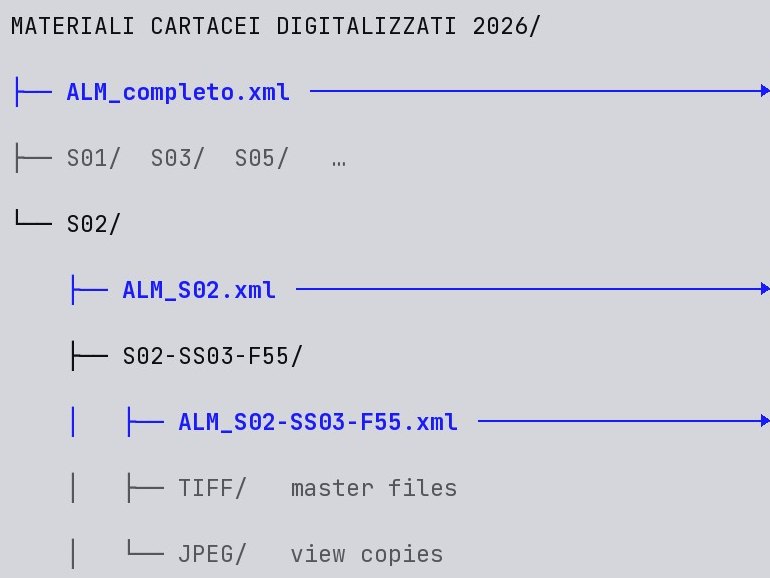 MATERIALI CARTACEI DIGITALIZZATI 2026/
├── ALM_completo.xml
├── S01/ S03/ S05/ …
└── S02/
├── ALM_S02.xml
├── S02-SS03-F55/
│ ├── ALM_S02-SS03-F55.xml
│ ├── TIFF/ master files
│ └── JPEG/ view copies